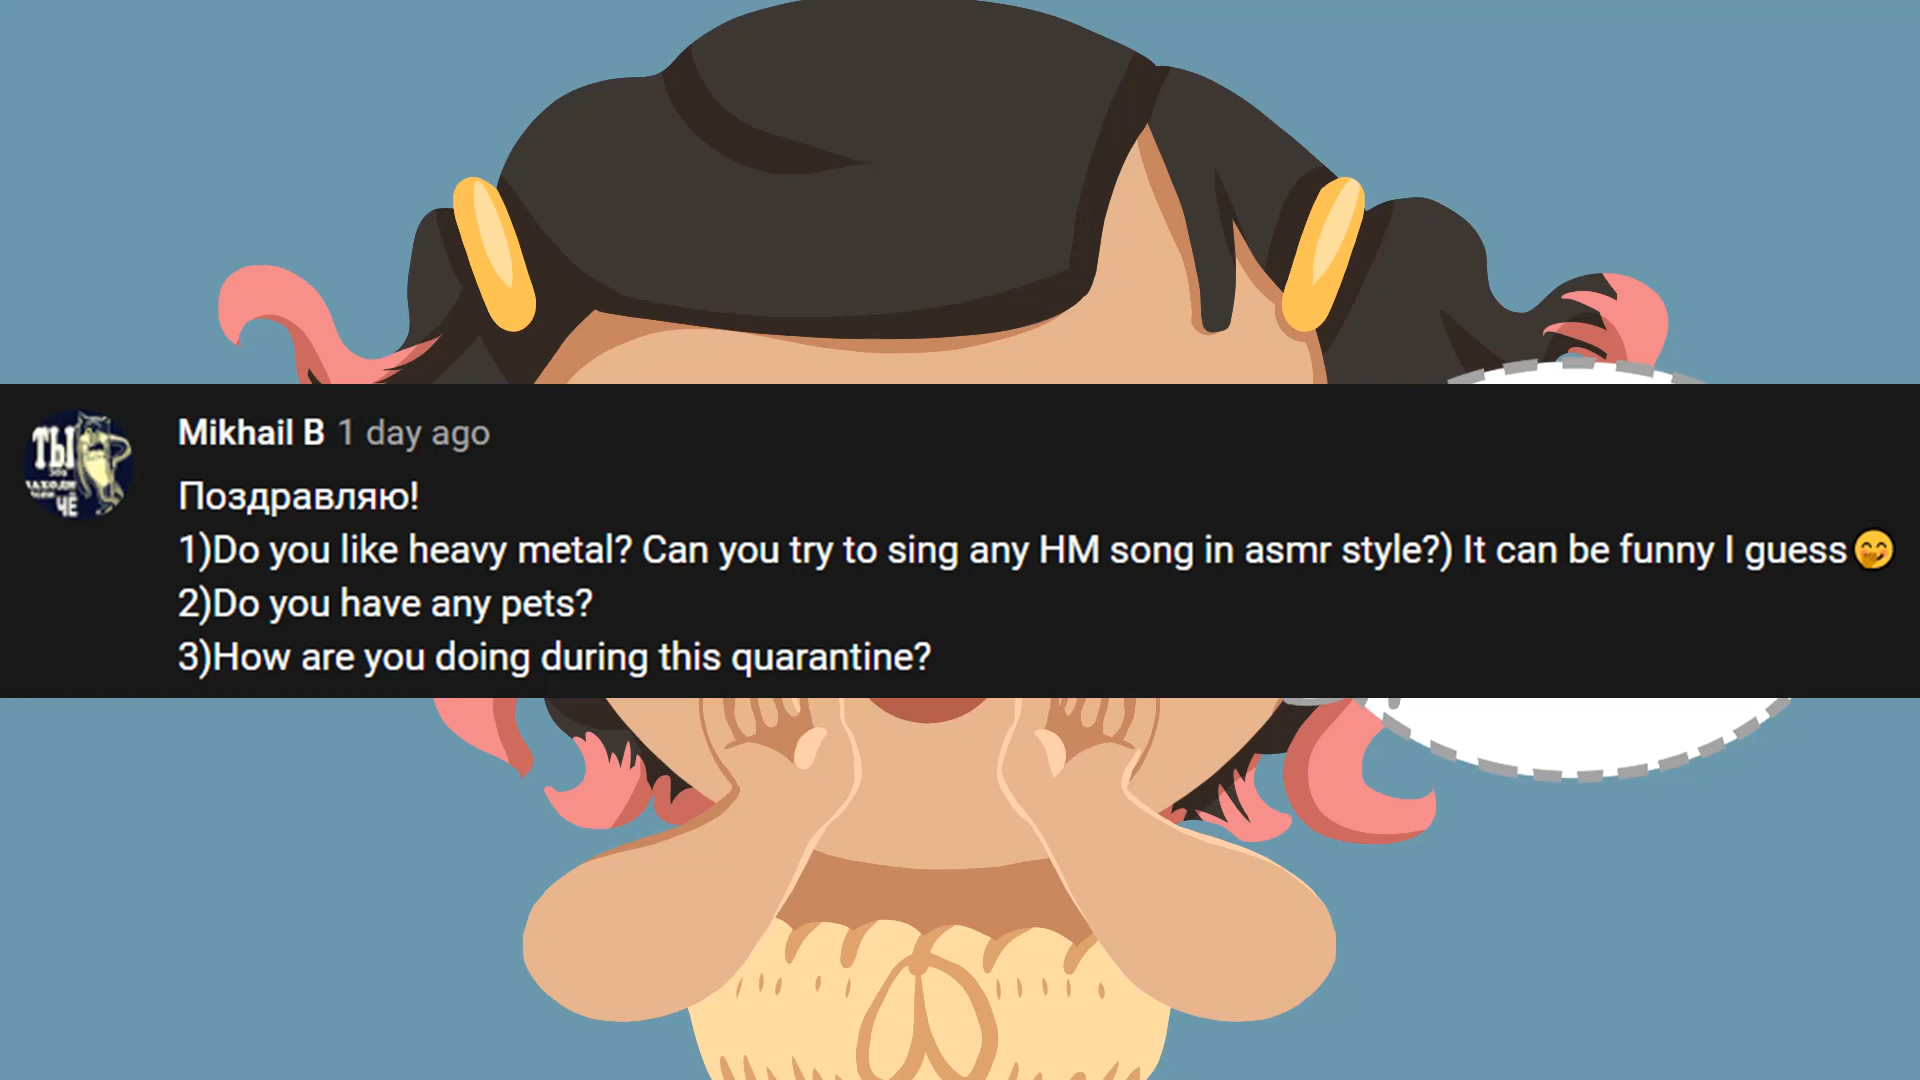 ТЫ
ЧЁ
Mikhail B 1 day ago
Поздравляю!
1)Do you like heavy metal? Can you try to sing any HM song in asmr style?) It can be funny I guess🤭
2)Do you have any pets?
3)How are you doing during this quarantine?